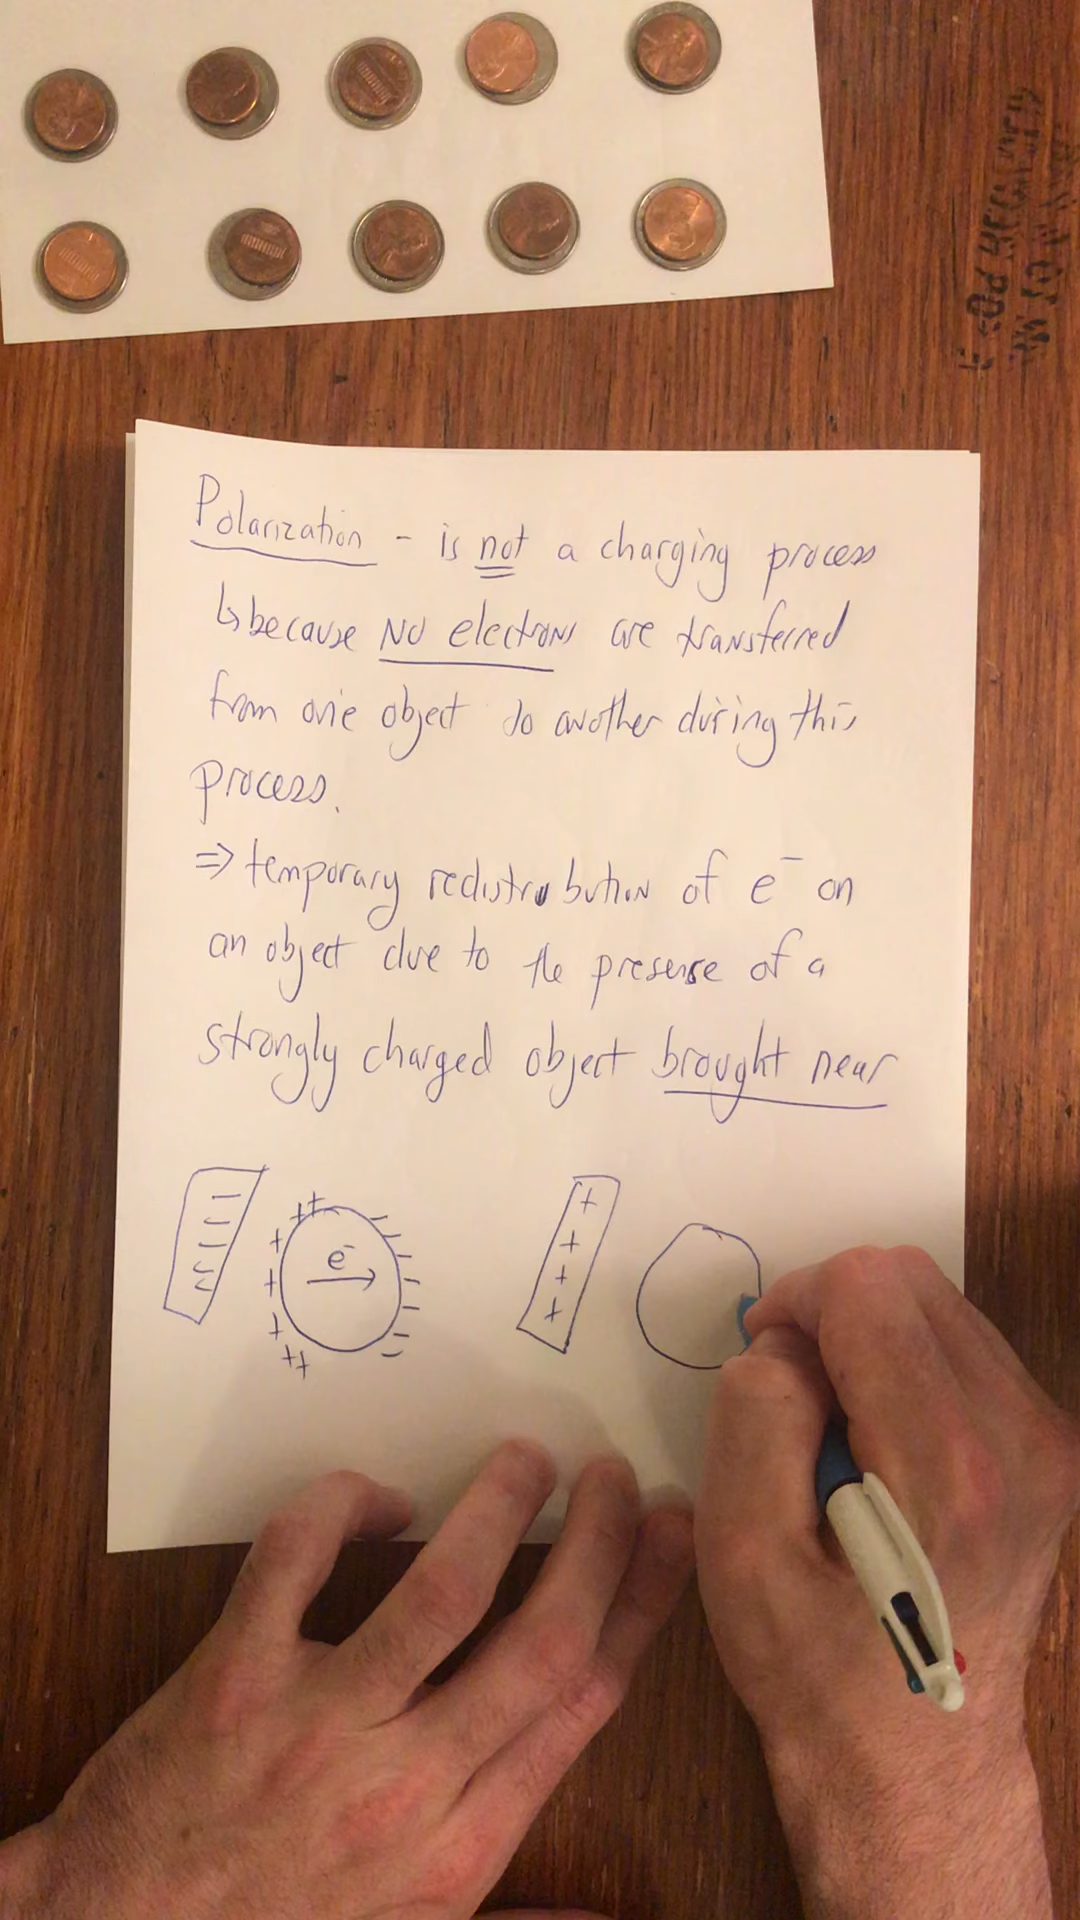 Polarization - is not a charging process
↳ because NO electrons are transferred
from one object to another during this
process.
⇒ temporary redistribution of e⁻ on
an object due to the presense of a
strongly charged object brought near
− − − − −
+ + + + + + + +
e⁻ →
− − − − − −
+ + + +